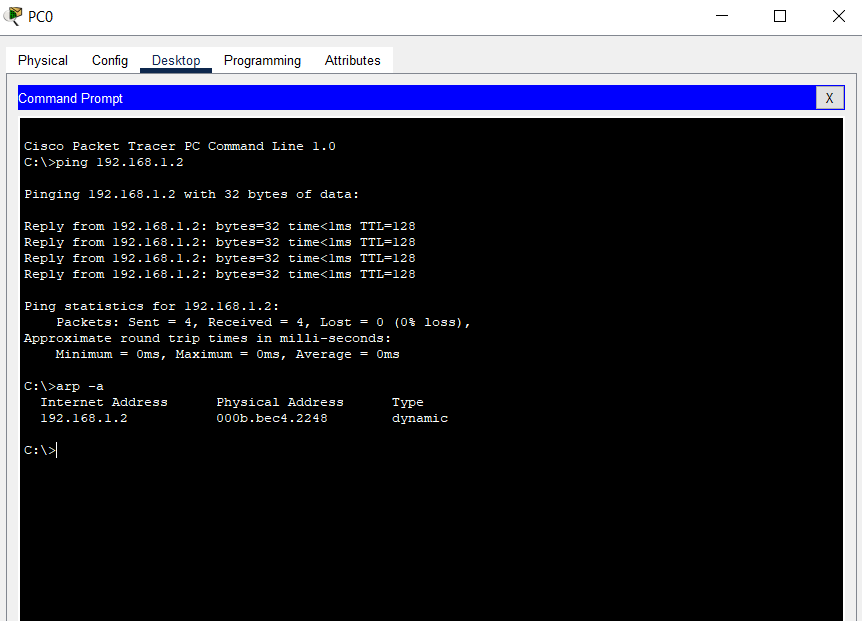 PC0
Physical Config Desktop Programming Attributes
Command Prompt X
Cisco Packet Tracer PC Command Line 1.0
C:\>ping 192.168.1.2
Pinging 192.168.1.2 with 32 bytes of data:
Reply from 192.168.1.2: bytes=32 time<1ms TTL=128
Reply from 192.168.1.2: bytes=32 time<1ms TTL=128
Reply from 192.168.1.2: bytes=32 time<1ms TTL=128
Reply from 192.168.1.2: bytes=32 time<1ms TTL=128
Ping statistics for 192.168.1.2:
Packets: Sent = 4, Received = 4, Lost = 0 (0% loss),
Approximate round trip times in milli-seconds:
Minimum = 0ms, Maximum = 0ms, Average = 0ms
C:\>arp -a
Internet Address Physical Address Type
192.168.1.2 000b.bec4.2248 dynamic
C:\>